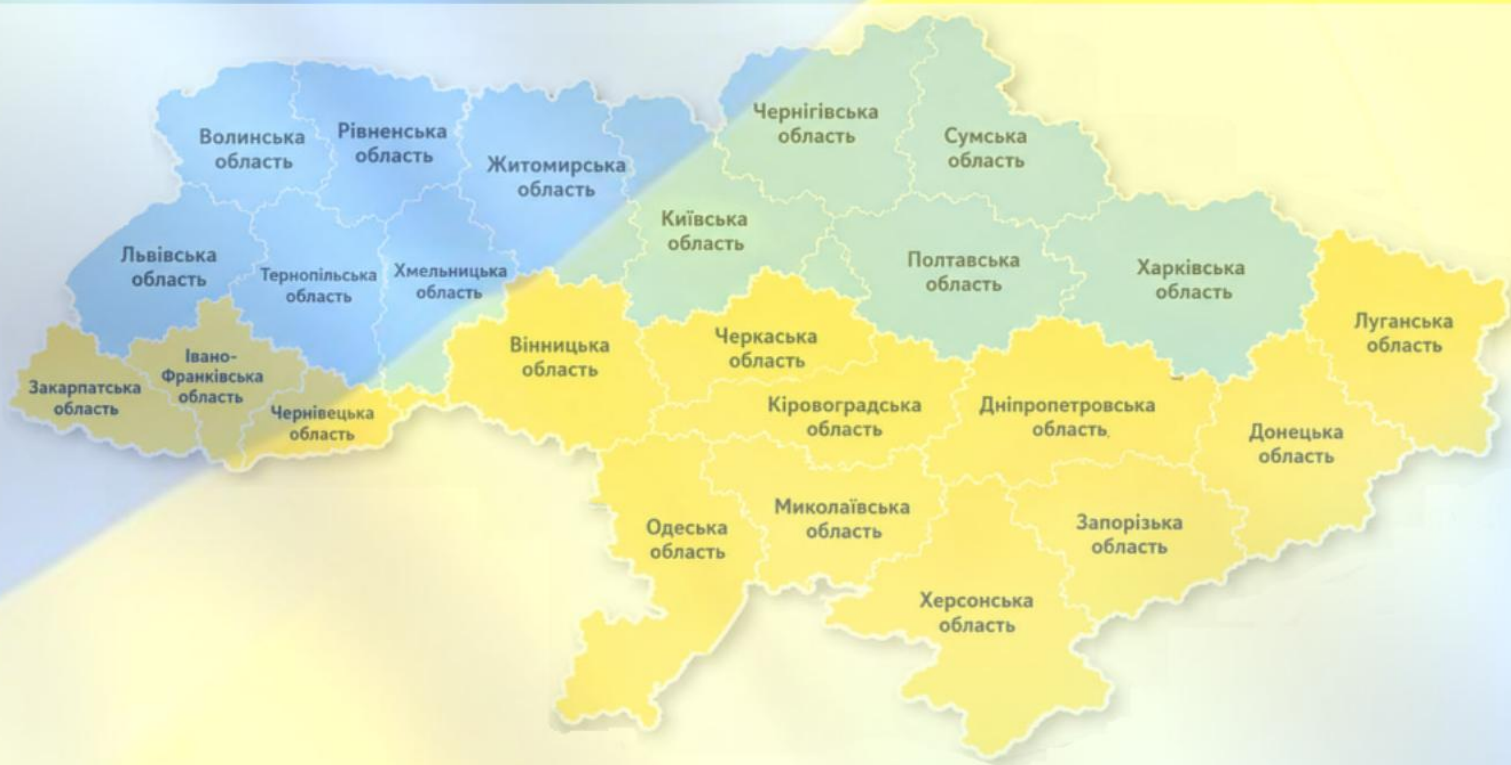 Чернігівська
область
Сумська
область
Рівненська
область
Волинська
область
Житомирська
область
Київська
область
Львівська
область
Тернопільська
область
Хмельницька
область
Полтавська
область
Харківська
область
Луганська
область
Вінницька
область
Черкаська
область
Івано-
Франківська
область
Закарпатська
область
Чернівецька
область
Кіровоградська
область
Дніпропетровська
область
Донецька
область
Миколаївська
область
Одеська
область
Запорізька
область
Херсонська
область